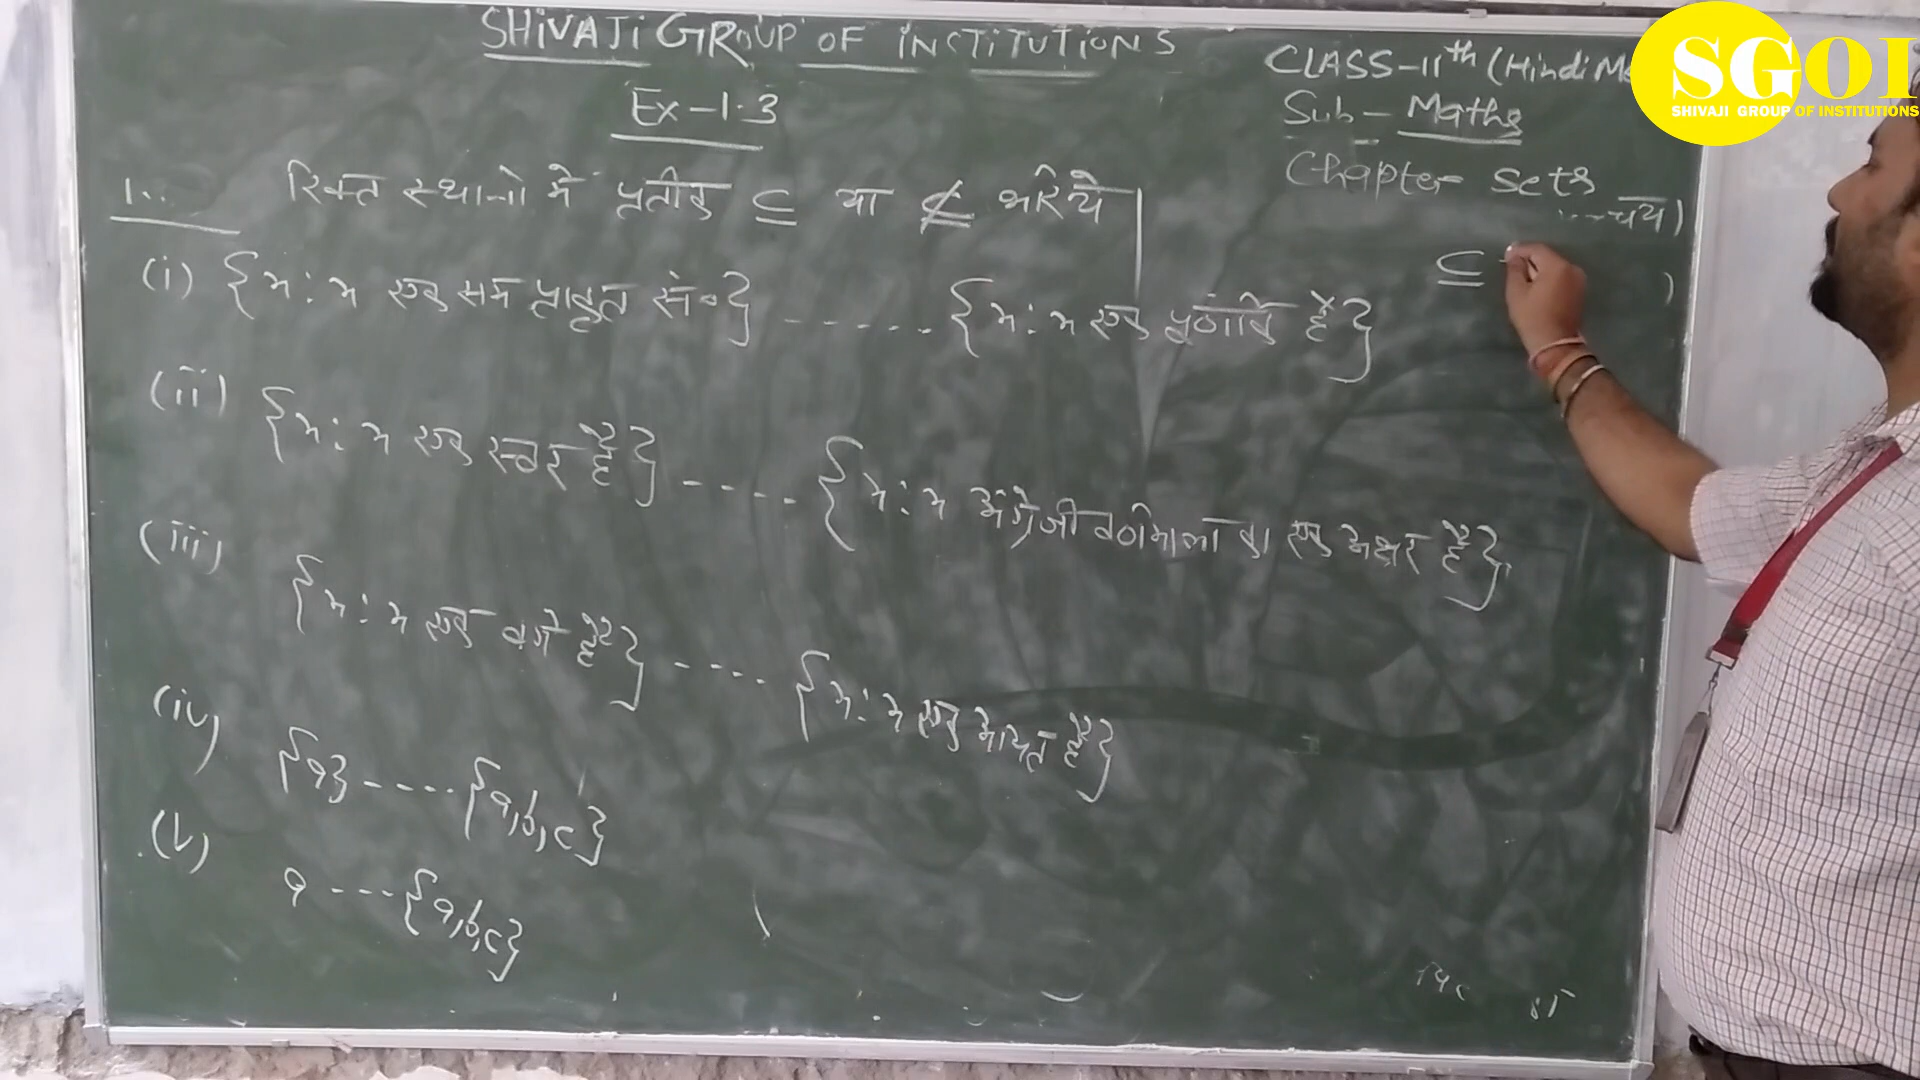 SHIVAJI GROUP OF INSTITUTIONS
CLASS-11th (Hindi Me
Sub - Maths
Chapter - Sets
SGOI
SHIVAJI GROUP OF INSTITUTIONS
Ex-1.3
1.. रिक्त स्थानो मे प्रतीक ⊆ या ⊄ भरिये
⊆
(i) {x : x एक सम प्राकृत सं०} ...... {x : x एक पूर्णांक है}
(ii) {x : x एक स्वर है} .... {x : x अंग्रेजी वर्णमाला का एक अक्षर है}
(iii) {x : x एक वर्ग है} .... {x : x एक आयत है}
(iv) {a} ..... {a, b, c}
(v) a .... {a, b, c}